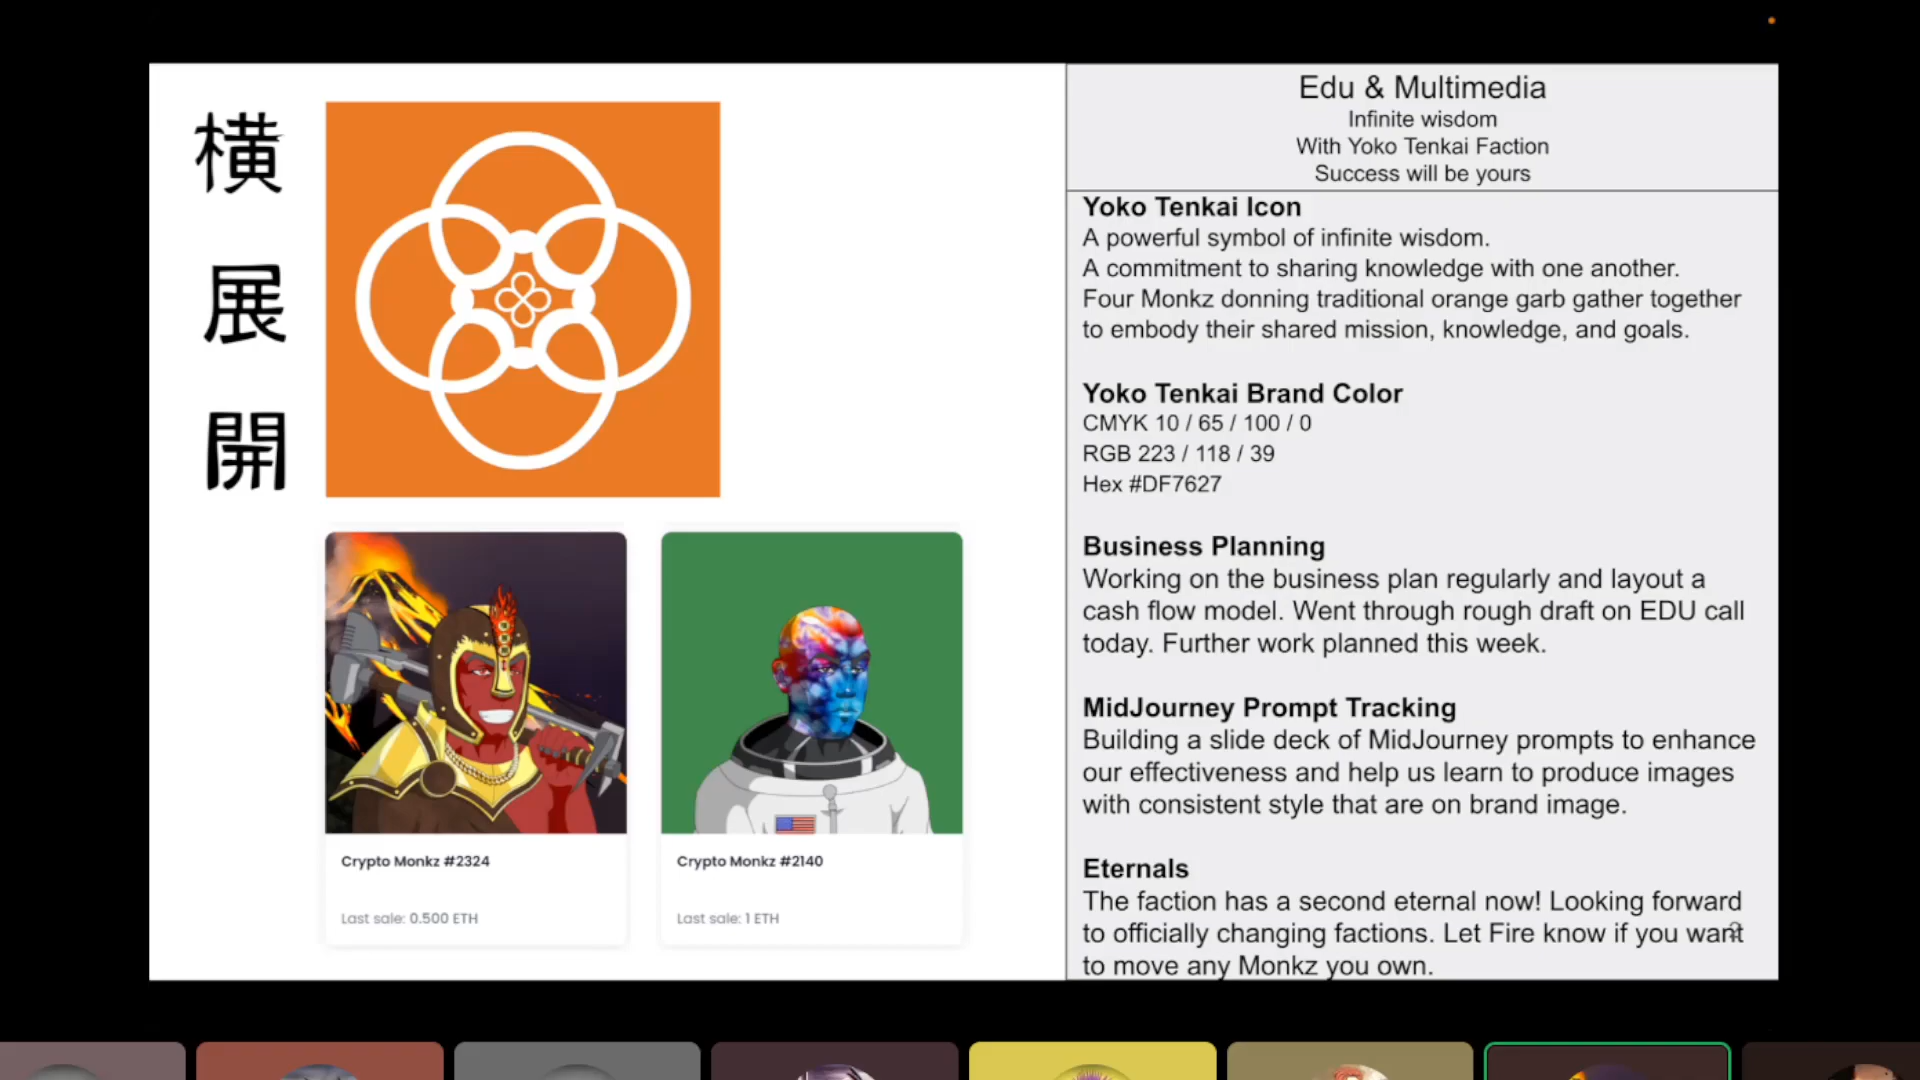 横
展
開
Edu & Multimedia
Infinite wisdom
With Yoko Tenkai Faction
Success will be yours
Yoko Tenkai Icon
A powerful symbol of infinite wisdom.
A commitment to sharing knowledge with one another.
Four Monkz donning traditional orange garb gather together
to embody their shared mission, knowledge, and goals.
Yoko Tenkai Brand Color
CMYK 10 / 65 / 100 / 0
RGB 223 / 118 / 39
Hex #DF7627
Business Planning
Working on the business plan regularly and layout a
cash flow model. Went through rough draft on EDU call
today. Further work planned this week.
MidJourney Prompt Tracking
Building a slide deck of MidJourney prompts to enhance
our effectiveness and help us learn to produce images
with consistent style that are on brand image.
Eternals
The faction has a second eternal now! Looking forward
to officially changing factions. Let Fire know if you want
to move any Monkz you own.
2
Crypto Monkz #2324
Last sale: 0.500 ETH
Crypto Monkz #2140
Last sale: 1 ETH